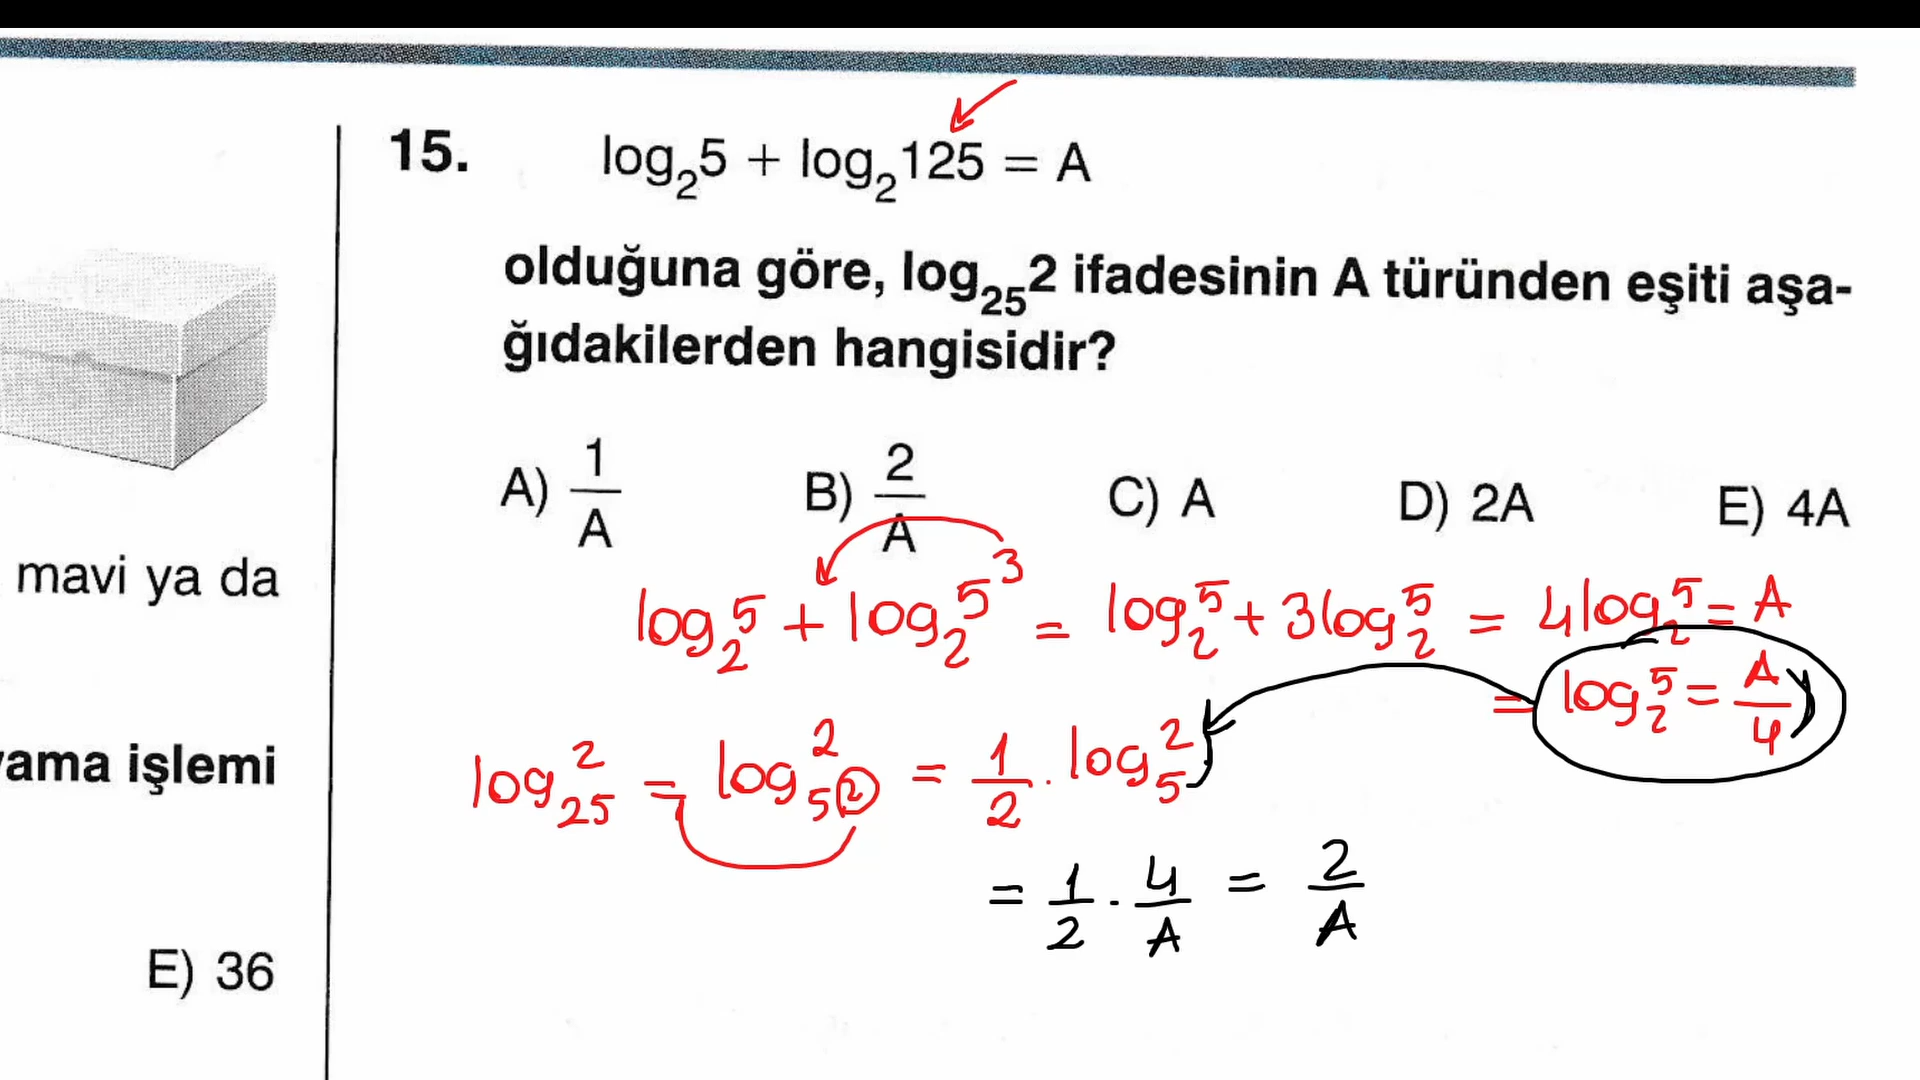 15. log₂5 + log₂125 = A
olduğuna göre, log₂₅2 ifadesinin A türünden eşiti aşa-
ğıdakilerden hangisidir?
A) 1/A B) 2/A C) A D) 2A E) 4A
mavi ya da
log₂5 + log₂5³ = log₂5 + 3log₂5 = 4log₂5 = A
= log₂5 = A/4
ama işlemi
log₂₅2 = log₅²2 = 1/2 . log₅2
= 1/2 . 4/A = 2/A
E) 36